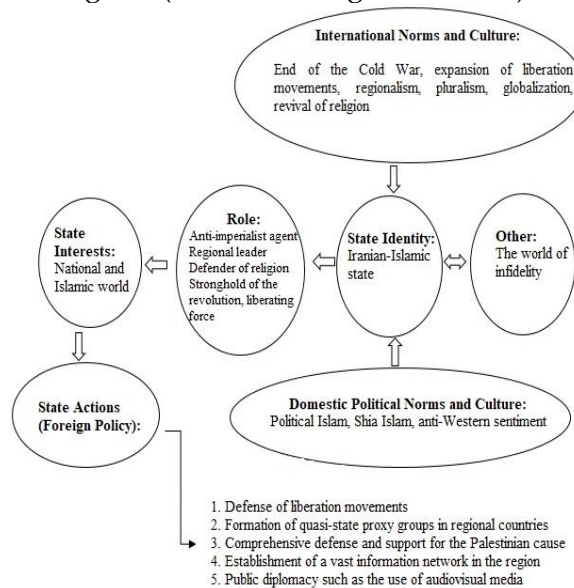 International Norms and Culture:
End of the Cold War, expansion of liberation
movements, regionalism, pluralism, globalization,
revival of religion
State
Interests:
National and
Islamic world
Role:
Anti-imperialist agent
Regional leader
Defender of religion
Stronghold of the
revolution, liberating
force
State Identity:
Iranian-Islamic
state
Other:
The world of
infidelity
State Actions
(Foreign Policy):
Domestic Political Norms and Culture:
Political Islam, Shia Islam, anti-Western sentiment
1. Defense of liberation movements
2. Formation of quasi-state proxy groups in regional countries
3. Comprehensive defense and support for the Palestinian cause
4. Establishment of a vast information network in the region
5. Public diplomacy such as the use of audiovisual media